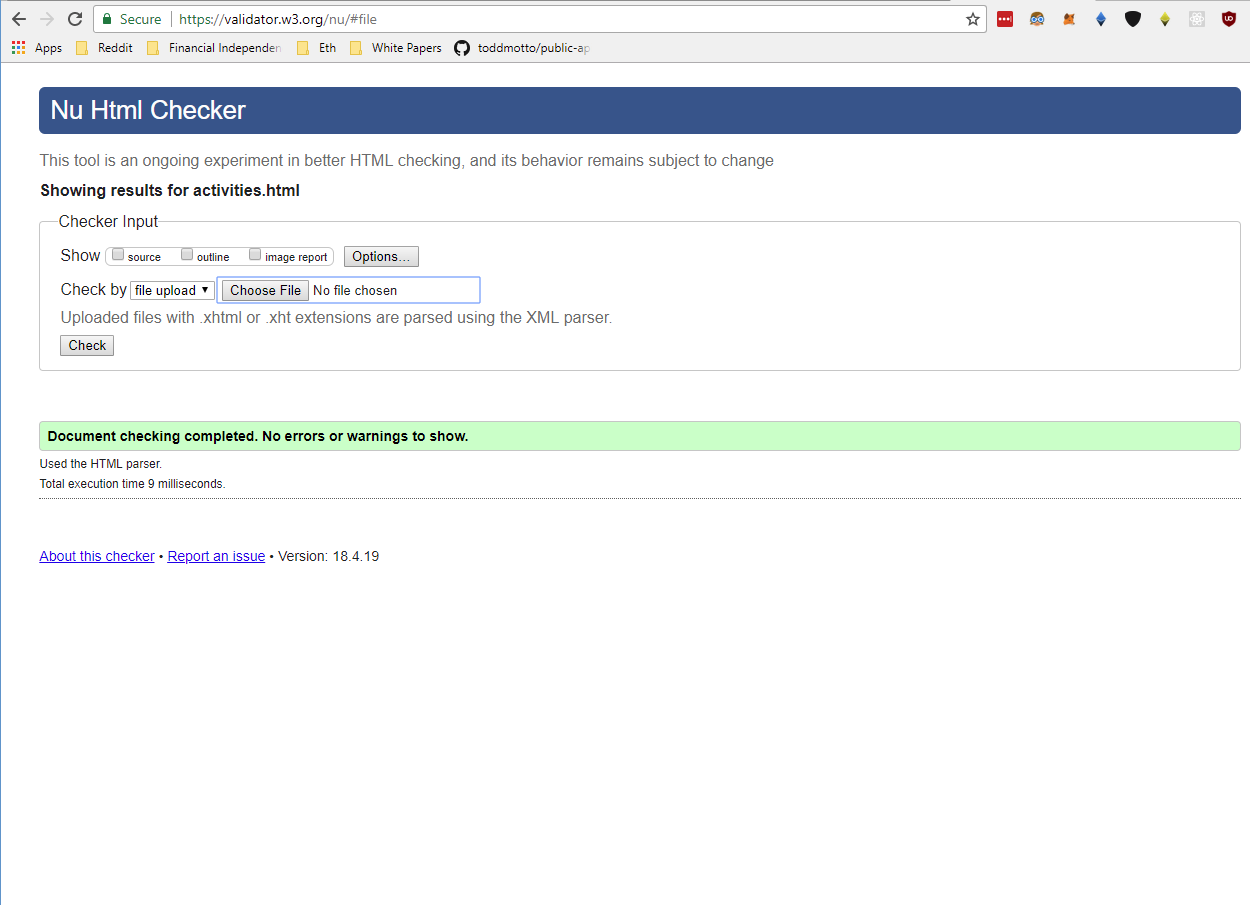 Secure https://validator.w3.org/nu/#file
Apps Reddit Financial Independen Eth White Papers toddmotto/public-ap
Nu Html Checker
This tool is an ongoing experiment in better HTML checking, and its behavior remains subject to change
Showing results for activities.html
Checker Input
Show source outline image report Options...
Check by file upload Choose File No file chosen
Uploaded files with .xhtml or .xht extensions are parsed using the XML parser.
Check
Document checking completed. No errors or warnings to show.
Used the HTML parser.
Total execution time 9 milliseconds.
About this checker • Report an issue • Version: 18.4.19